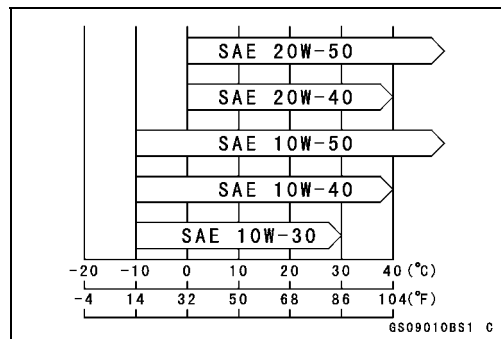 SAE 20W-50
SAE 20W-40
SAE 10W-50
SAE 10W-40
SAE 10W-30
-20 -10 0 10 20 30 40(°C)
-4 14 32 50 68 86 104(°F)
GS09010BS1 C